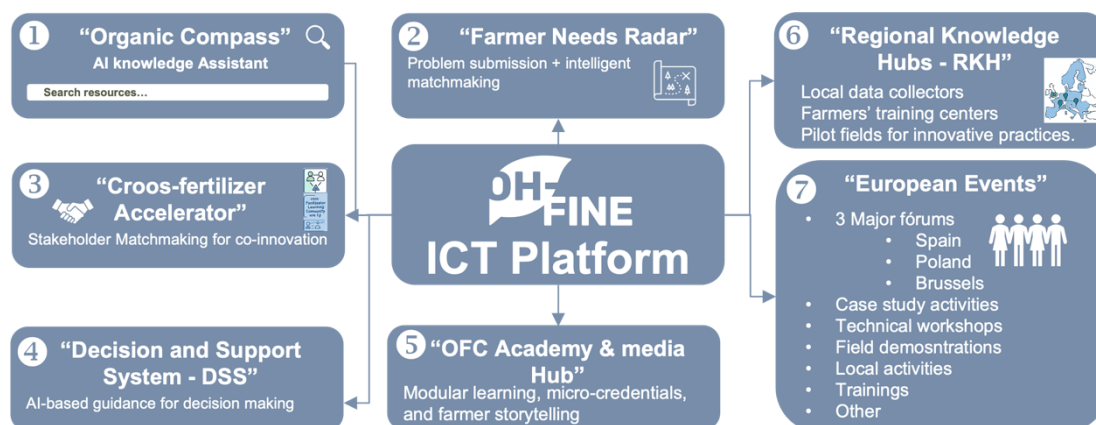 1 “Organic Compass”
AI knowledge Assistant
Search resources…
2 “Farmer Needs Radar”
Problem submission + intelligent
matchmaking
3 “Croos-fertilizer
Accelerator”
Stakeholder Matchmaking for co-innovation
4 “Decision and Support
System - DSS”
AI-based guidance for decision making
OH-
FINE
ICT Platform
5 “OFC Academy & media
Hub”
Modular learning, micro-credentials,
and farmer storytelling
6 “Regional Knowledge
Hubs - RKH”
Local data collectors
Farmers’ training centers
Pilot fields for innovative practices.
7 “European Events”
• 3 Major fórums
• Spain
• Poland
• Brussels
• Case study activities
• Technical workshops
• Field demosntrations
• Local activities
• Trainings
• Other